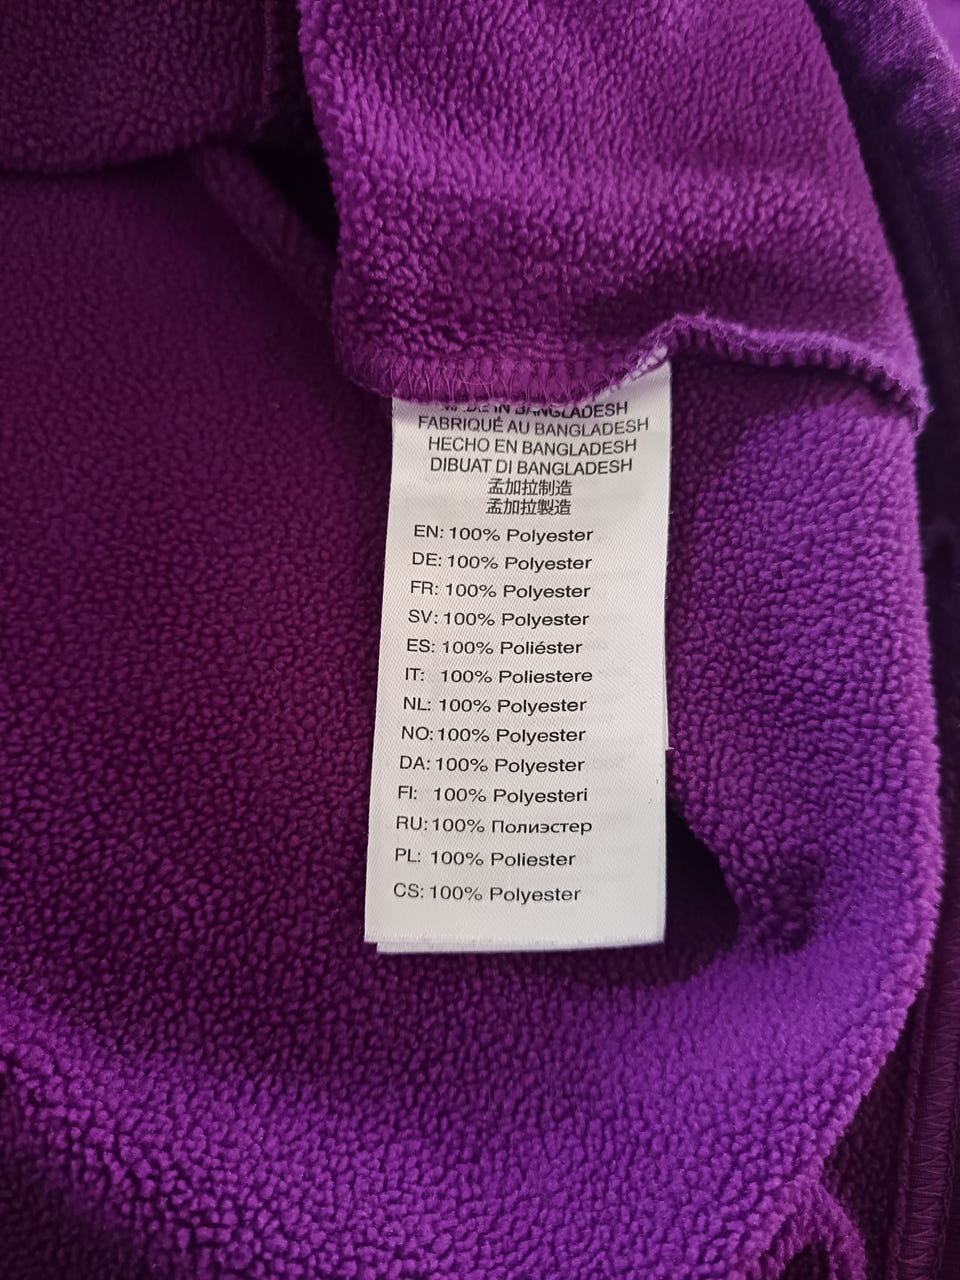 MADE IN BANGLADESH
FABRIQUÉ AU BANGLADESH
HECHO EN BANGLADESH
DIBUAT DI BANGLADESH
孟加拉制造
孟加拉製造
EN: 100% Polyester
DE: 100% Polyester
FR: 100% Polyester
SV: 100% Polyester
ES: 100% Poliéster
IT: 100% Poliestere
NL: 100% Polyester
NO: 100% Polyester
DA: 100% Polyester
FI: 100% Polyesteri
RU: 100% Полиэстер
PL: 100% Poliester
CS: 100% Polyester